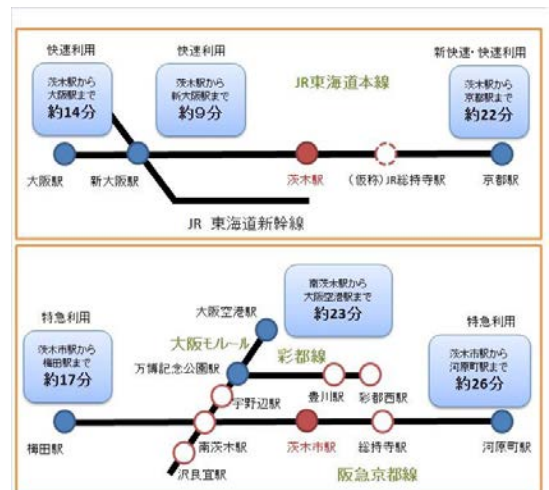 快速利用
茨木駅から
大阪駅まで
約14分
快速利用
茨木駅から
新大阪駅まで
約9分
JR東海道本線
新快速・快速利用
茨木駅から
京都駅まで
約22分
大阪駅
新大阪駅
茨木駅
(仮称)JR総持寺駅
京都駅
JR 東海道新幹線
特急利用
茨木市駅から
梅田駅まで
約17分
大阪空港駅
南茨木駅から
大阪空港駅まで
約23分
特急利用
茨木市駅から
河原町駅まで
約26分
大阪モルール
彩都線
万博記念公園駅
宇野辺駅
豊川駅
彩都西駅
梅田駅
南茨木駅
茨木市駅
総持寺駅
河原町駅
沢良宜駅
阪急京都線